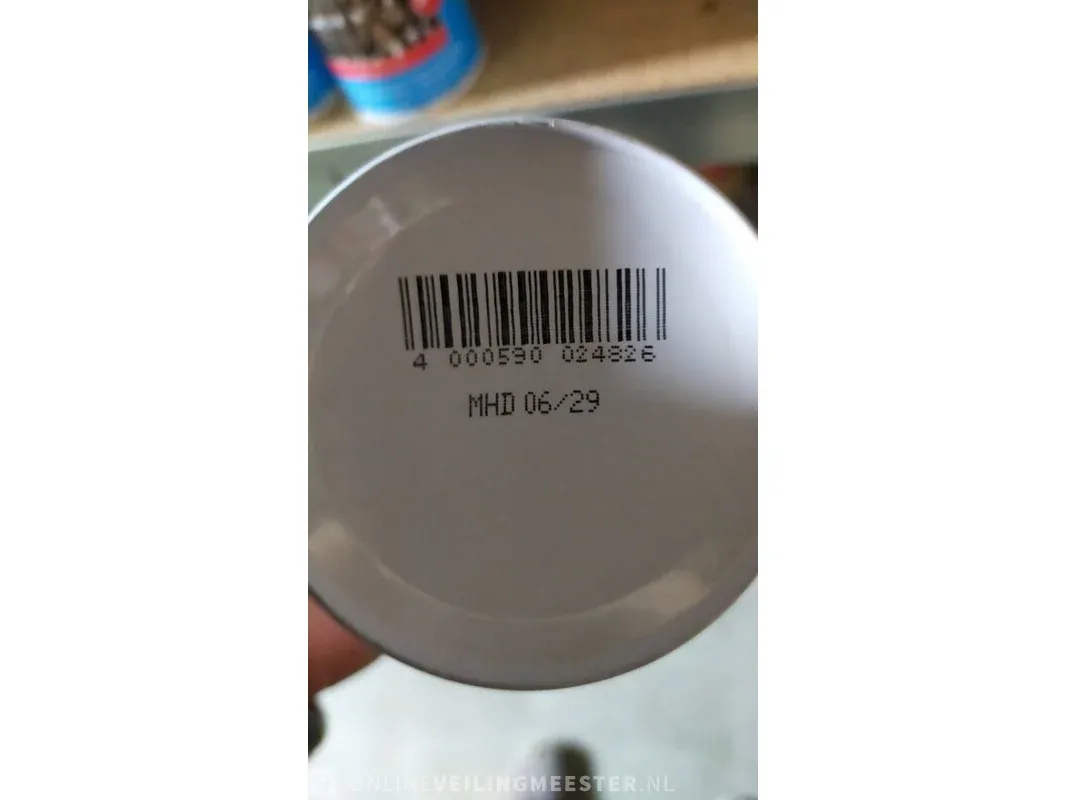 4 000590 024826
MHD 06/29
ONLINEVEILINGMEESTER.NL